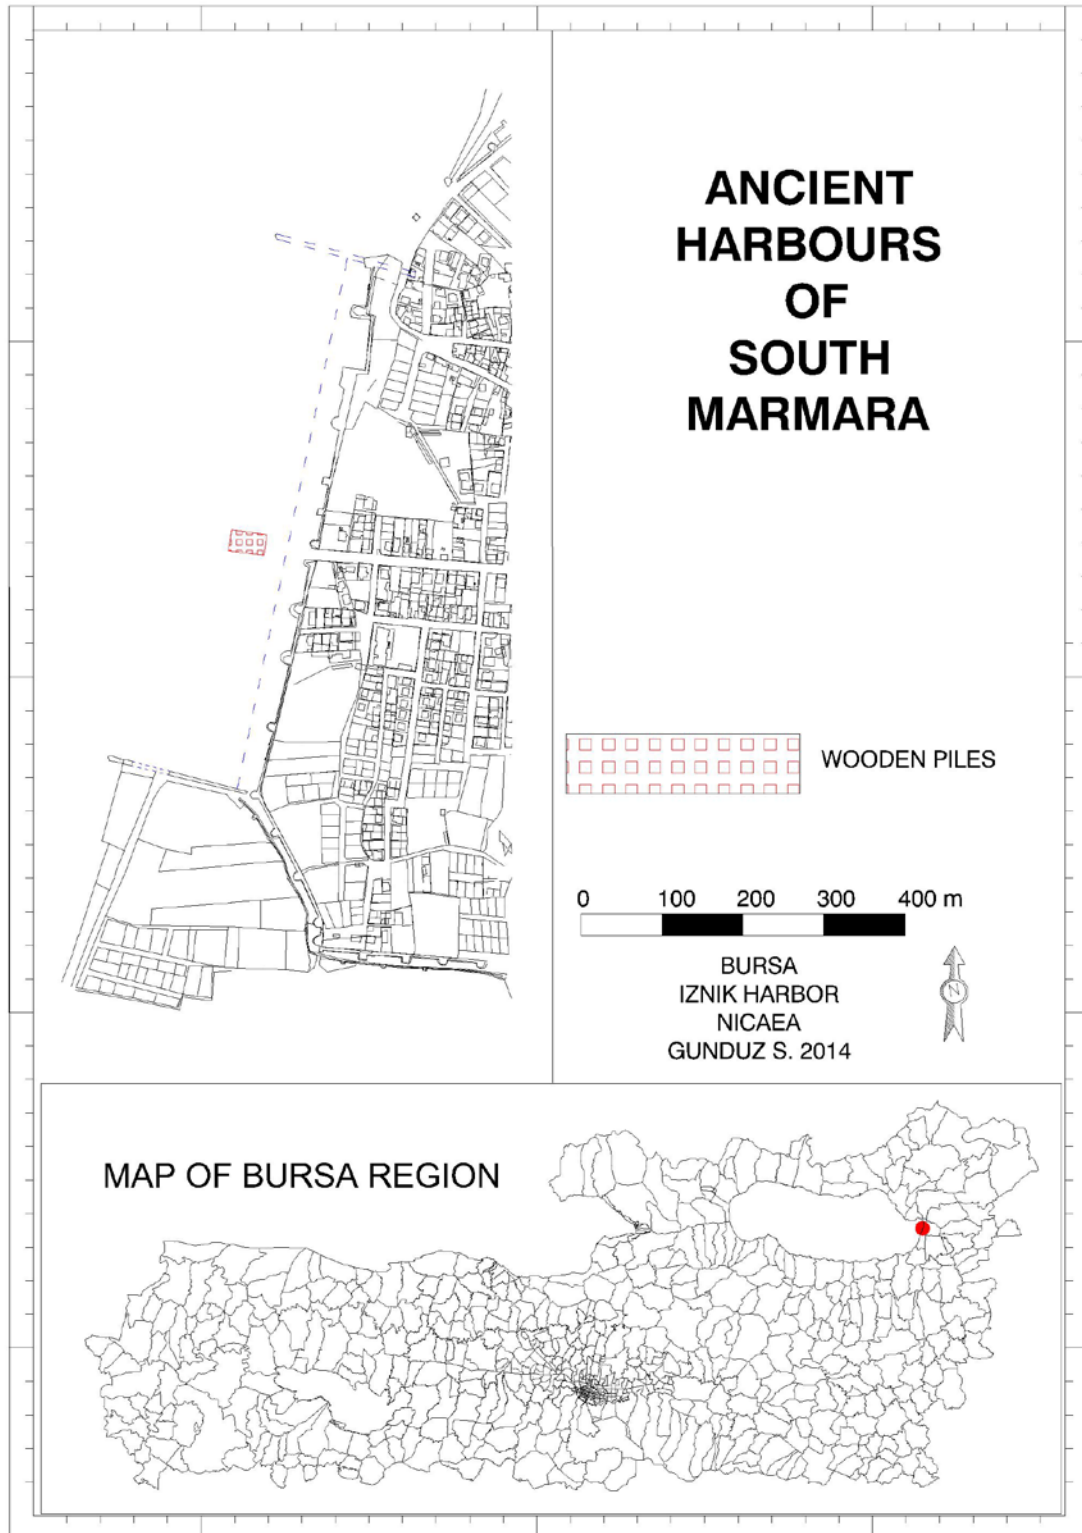 ANCIENT
HARBOURS
OF
SOUTH
MARMARA
WOODEN PILES
0 100 200 300 400 m
BURSA
IZNIK HARBOR
NICAEA
GUNDUZ S. 2014
N
MAP OF BURSA REGION